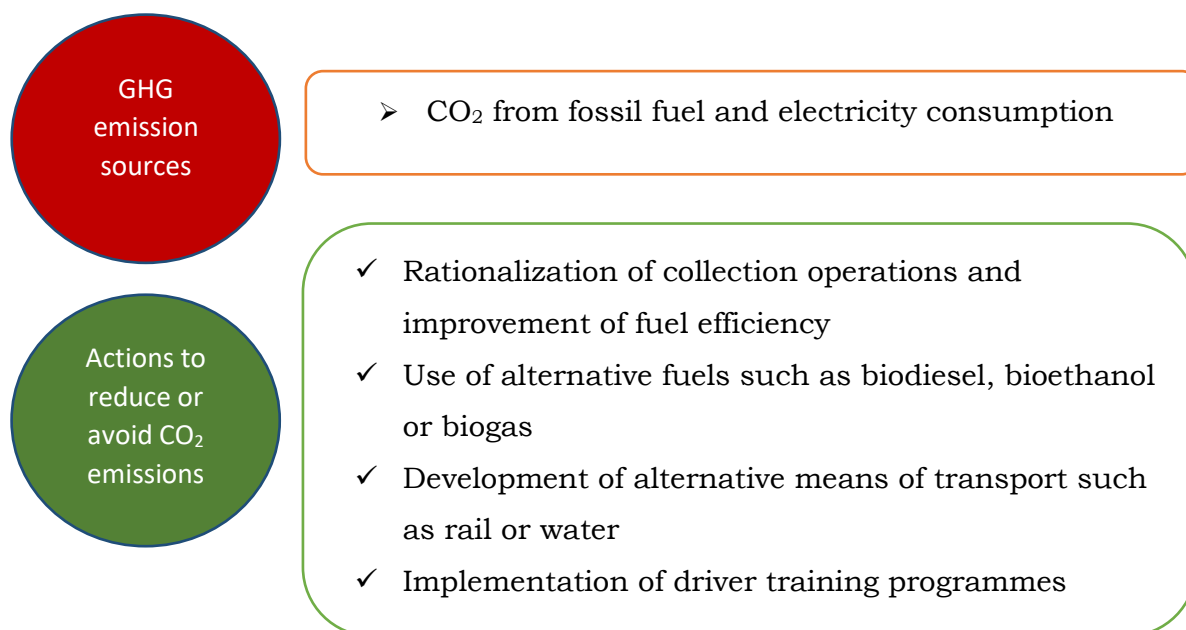 GHG
emission
sources
➢ CO₂ from fossil fuel and electricity consumption
Actions to
reduce or
avoid CO₂
emissions
✓ Rationalization of collection operations and
improvement of fuel efficiency
✓ Use of alternative fuels such as biodiesel, bioethanol
or biogas
✓ Development of alternative means of transport such
as rail or water
✓ Implementation of driver training programmes